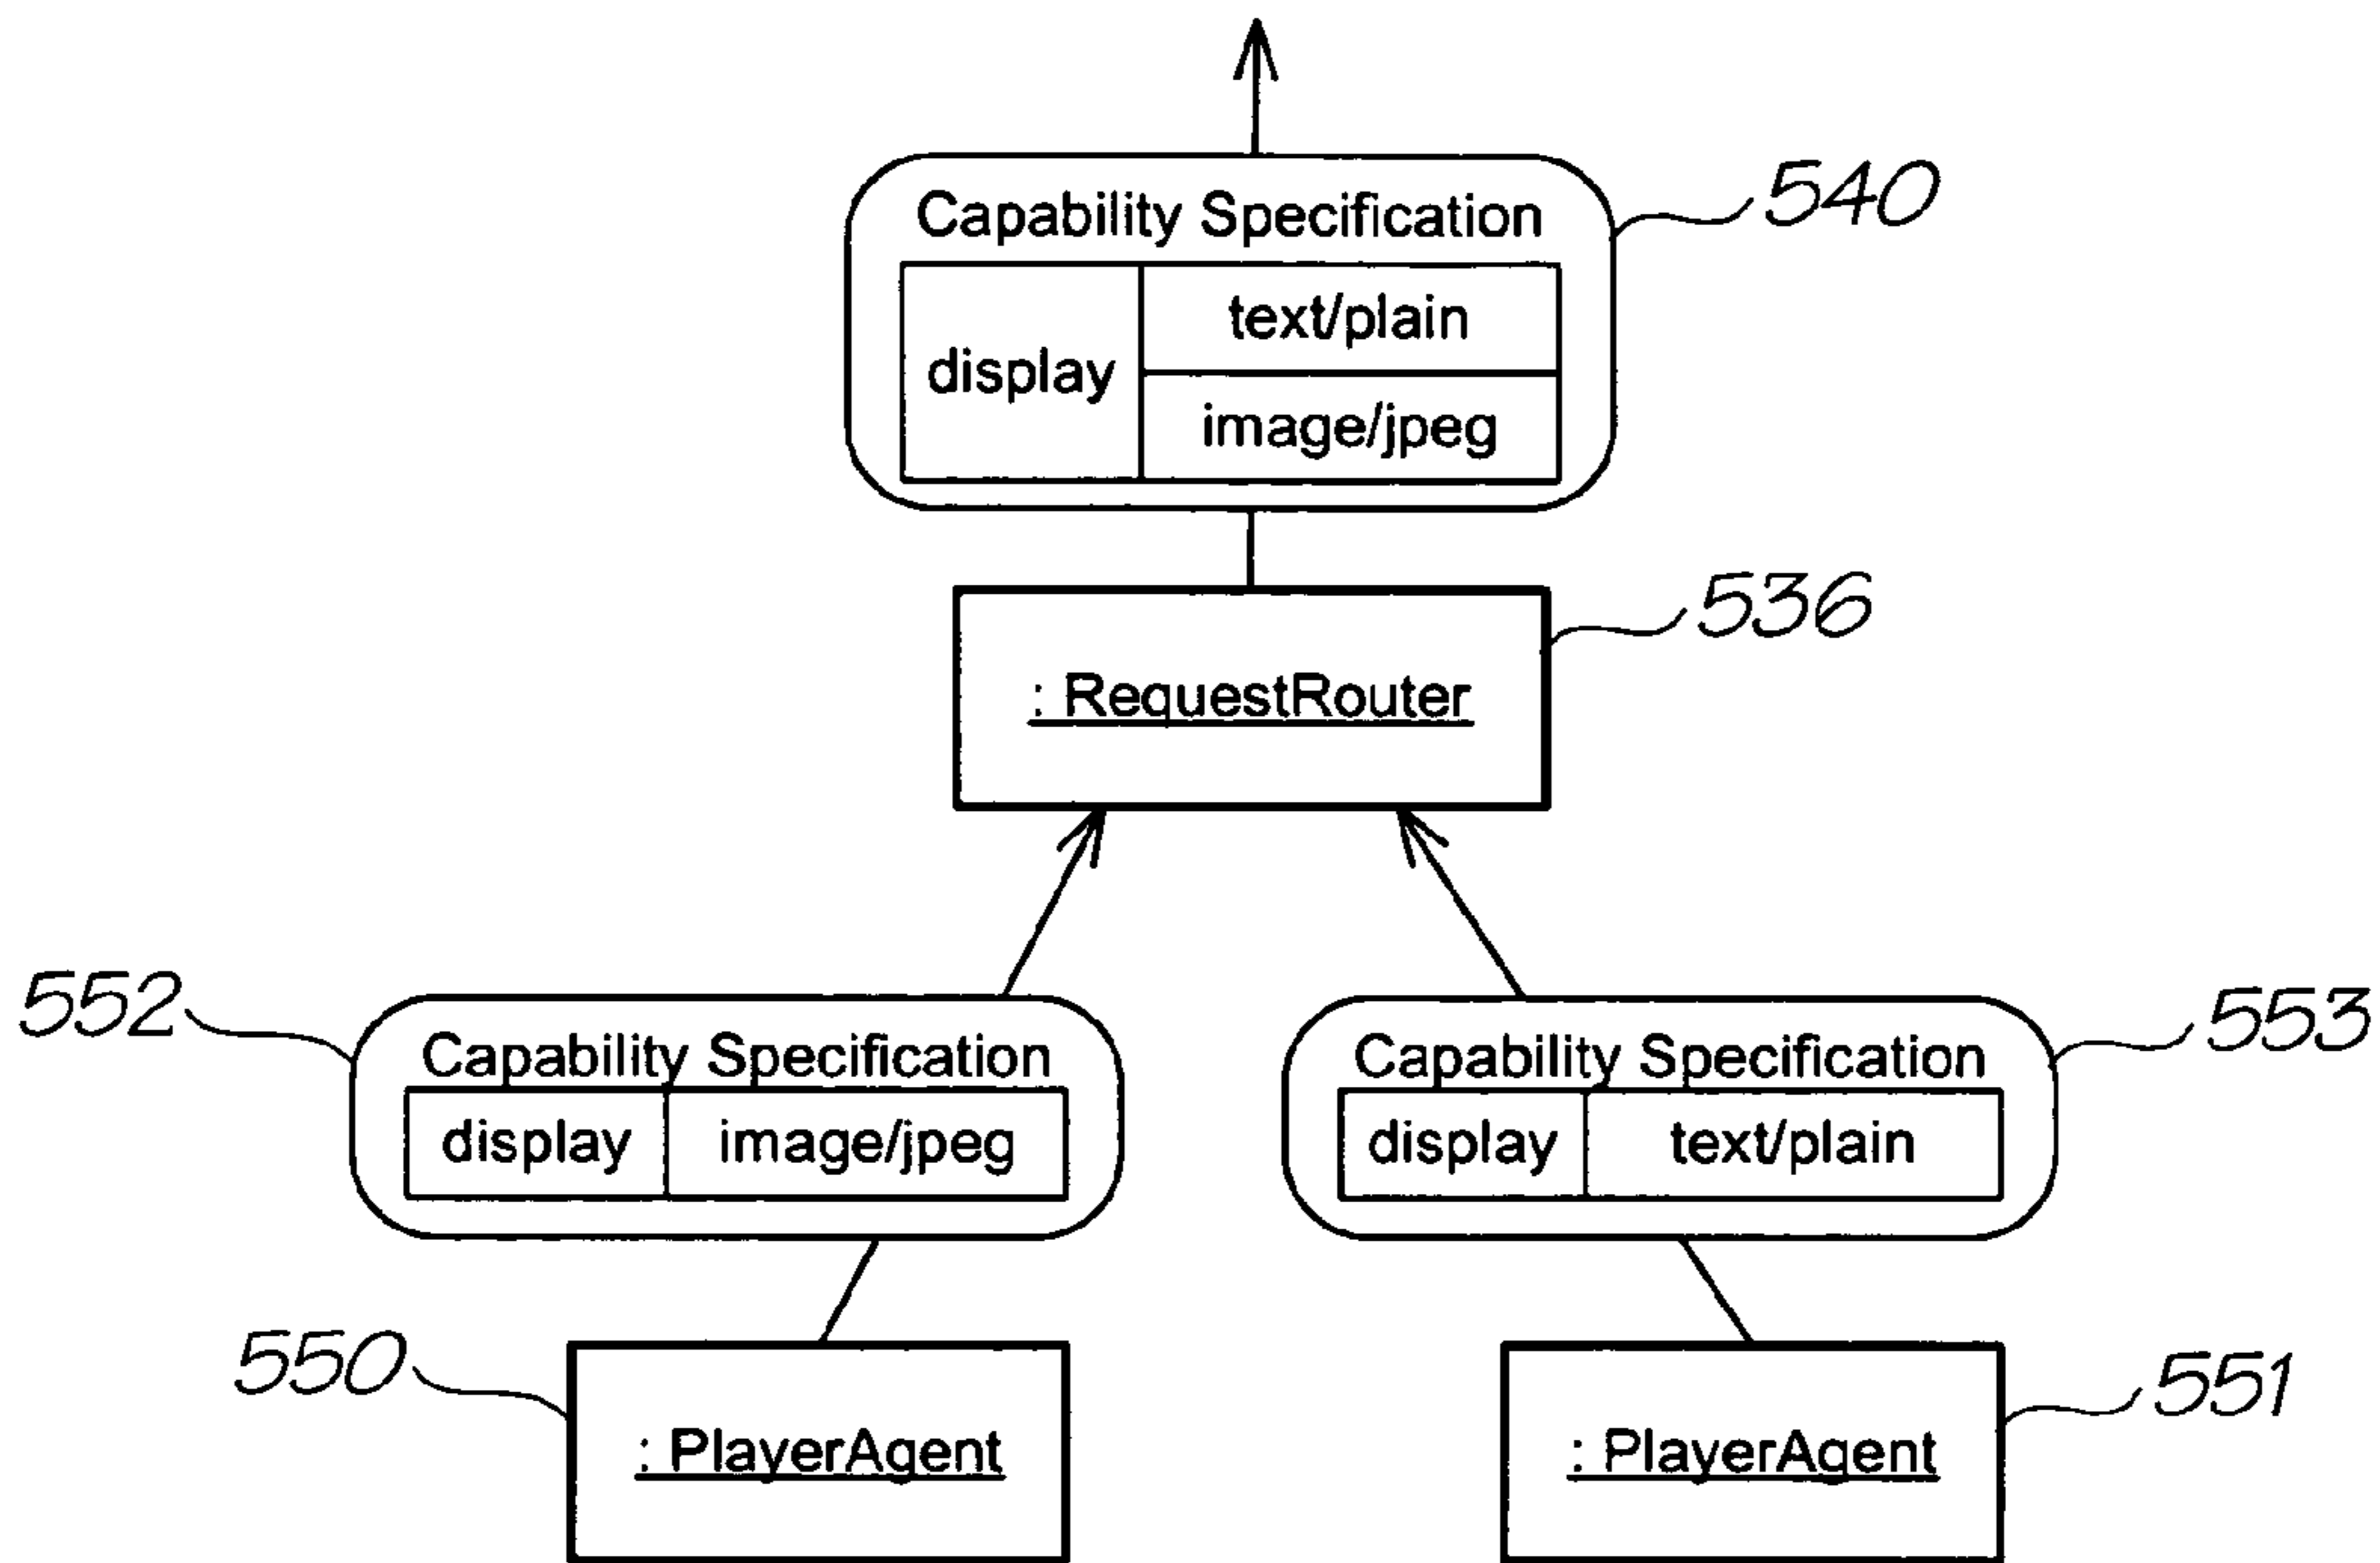 Capability Specification
540
display
text/plain
image/jpeg
536
: RequestRouter
552
Capability Specification
display image/jpeg
Capability Specification
553
display text/plain
550
: PlayerAgent
: PlayerAgent
551